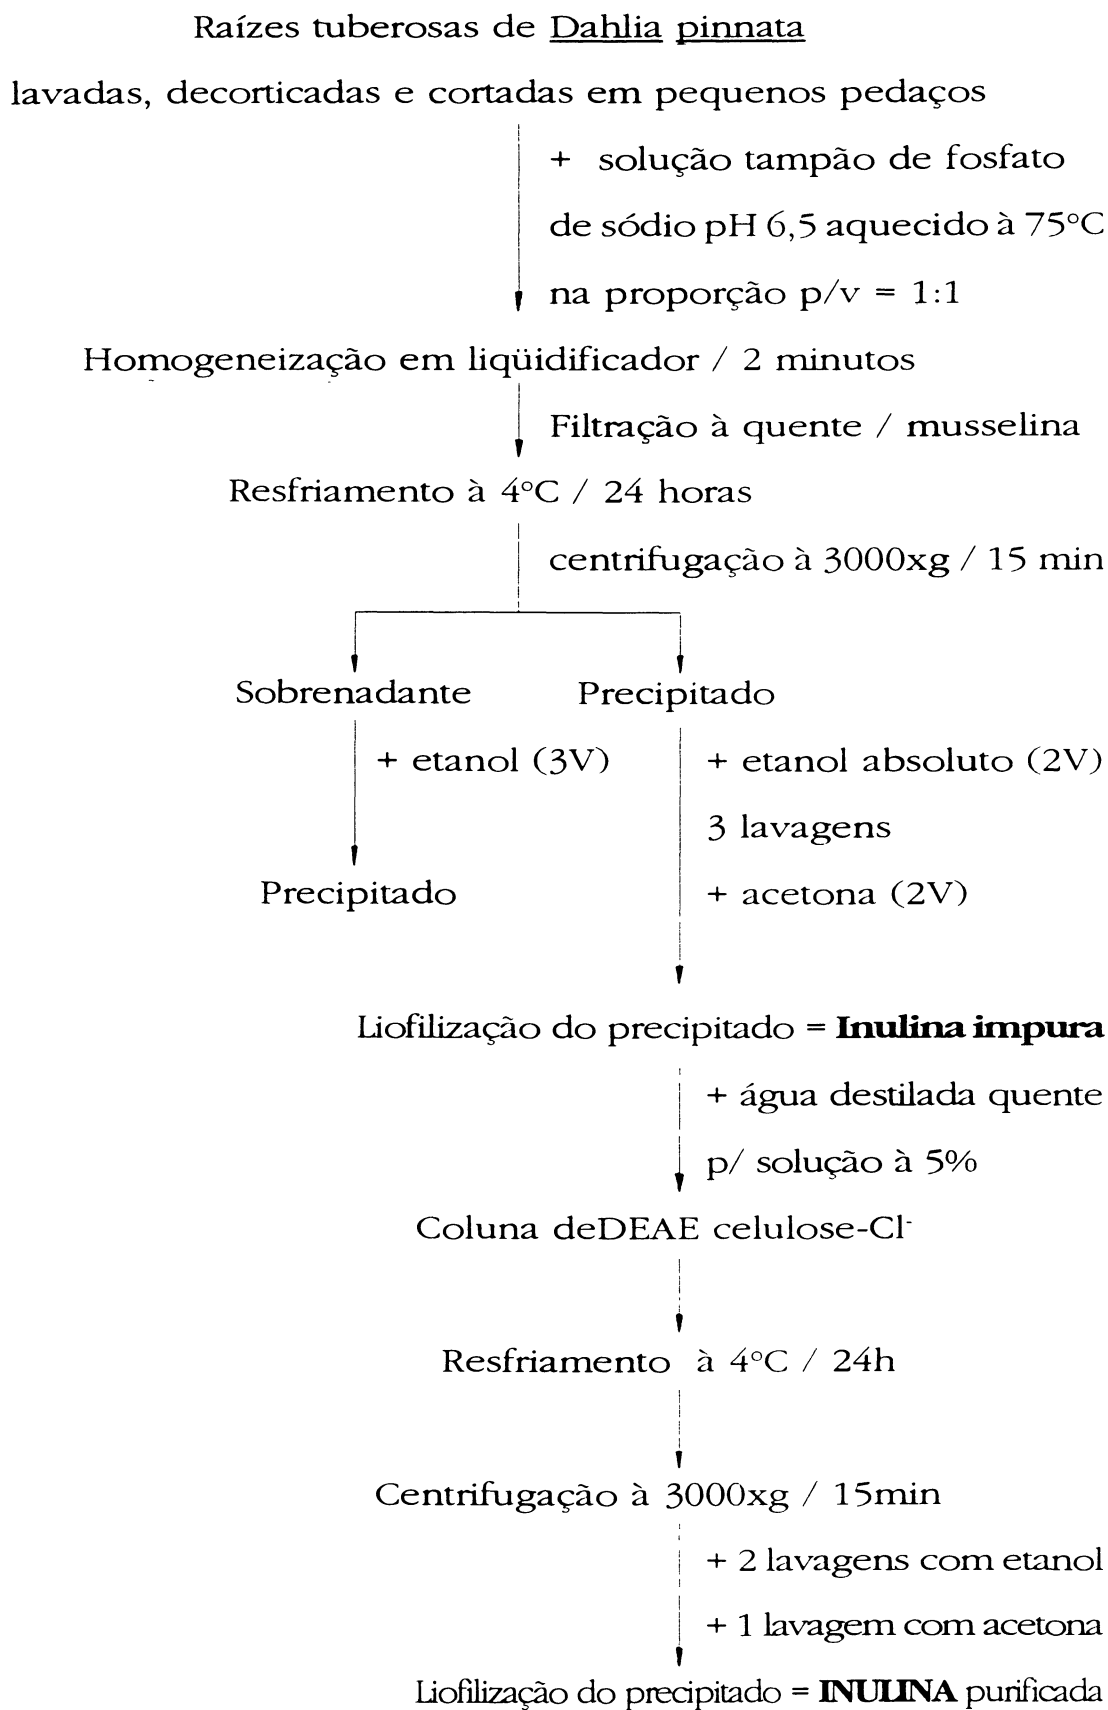 Raízes tuberosas de Dahlia pinnata
lavadas, decorticadas e cortadas em pequenos pedaços
+ solução tampão de fosfato
de sódio pH 6,5 aquecido à 75°C
na proporção p/v = 1:1
Homogeneização em liqüidificador / 2 minutos
Filtração à quente / musselina
Resfriamento à 4°C / 24 horas
centrifugação à 3000xg / 15 min
Sobrenadante Precipitado
+ etanol (3V) + etanol absoluto (2V)
3 lavagens
Precipitado + acetona (2V)
Liofilização do precipitado = Inulina impura
+ água destilada quente
p/ solução à 5%
Coluna deDEAE celulose-Cl-
Resfriamento à 4°C / 24h
Centrifugação à 3000xg / 15min
+ 2 lavagens com etanol
+ 1 lavagem com acetona
Liofilização do precipitado = INULINA purificada